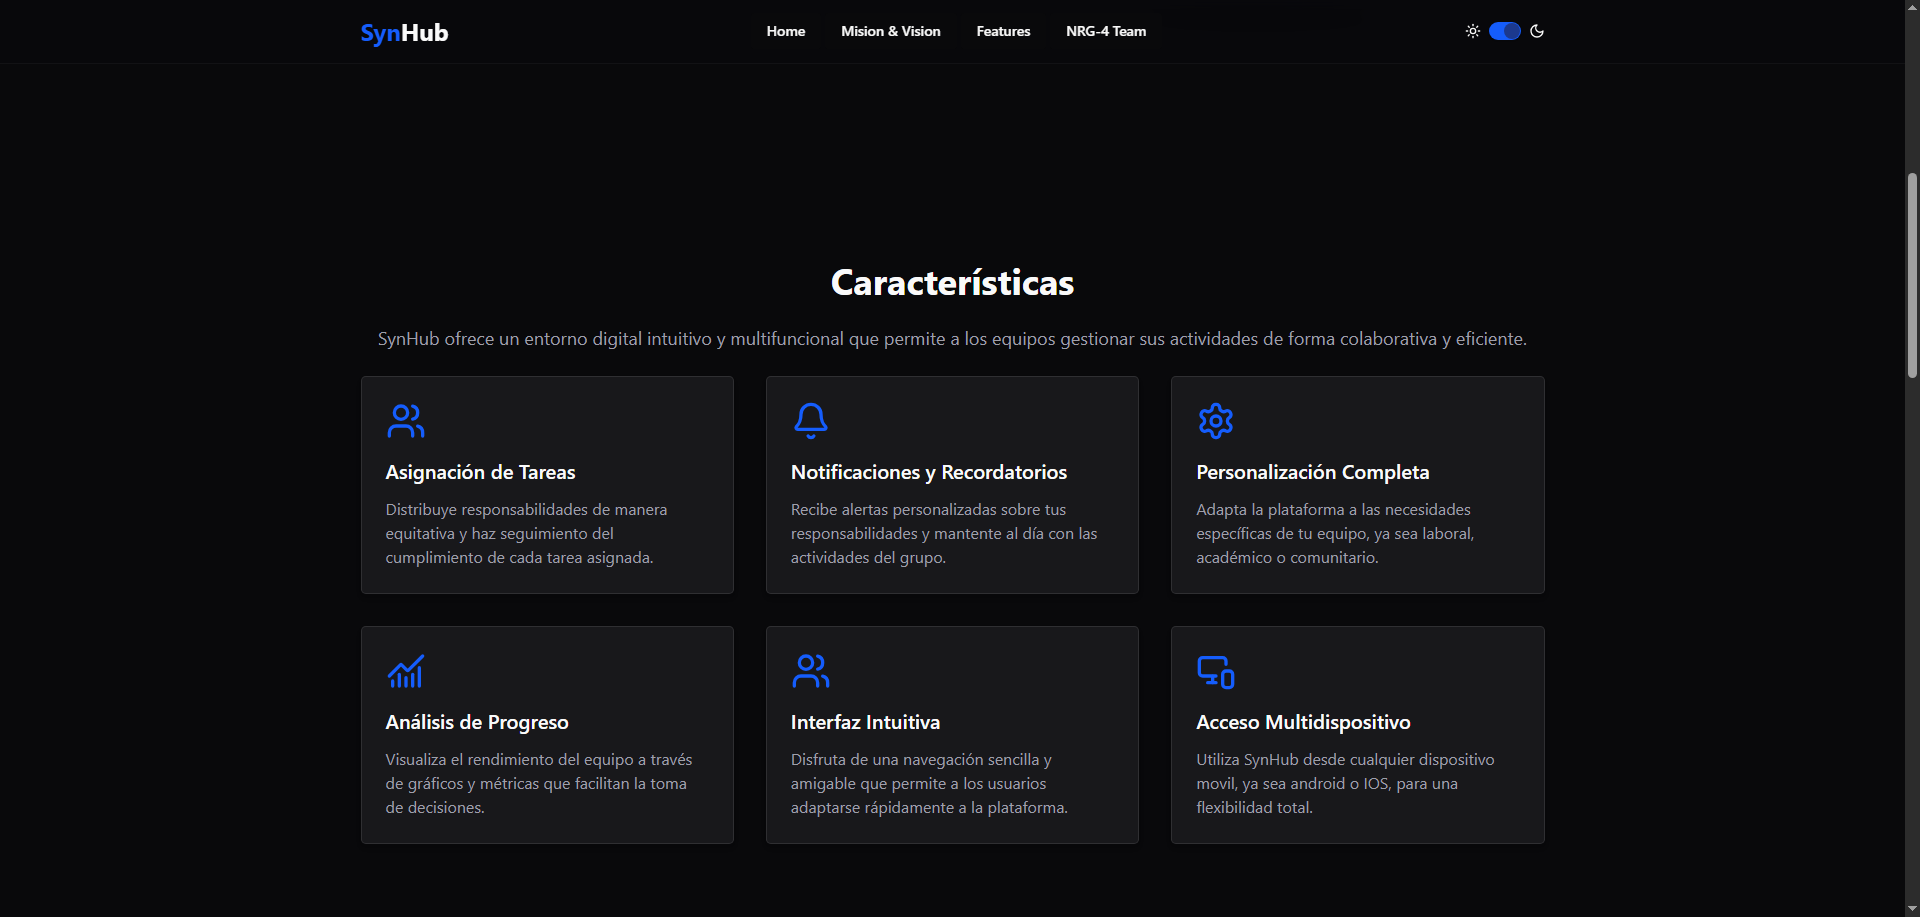 SynHub
Home
Mision & Vision
Features
NRG-4 Team
Características
SynHub ofrece un entorno digital intuitivo y multifuncional que permite a los equipos gestionar sus actividades de forma colaborativa y eficiente.
Asignación de Tareas
Distribuye responsabilidades de manera
equitativa y haz seguimiento del
cumplimiento de cada tarea asignada.
Notificaciones y Recordatorios
Recibe alertas personalizadas sobre tus
responsabilidades y mantente al día con las
actividades del grupo.
Personalización Completa
Adapta la plataforma a las necesidades
específicas de tu equipo, ya sea laboral,
académico o comunitario.
Análisis de Progreso
Visualiza el rendimiento del equipo a través
de gráficos y métricas que facilitan la toma
de decisiones.
Interfaz Intuitiva
Disfruta de una navegación sencilla y
amigable que permite a los usuarios
adaptarse rápidamente a la plataforma.
Acceso Multidispositivo
Utiliza SynHub desde cualquier dispositivo
movil, ya sea android o IOS, para una
flexibilidad total.